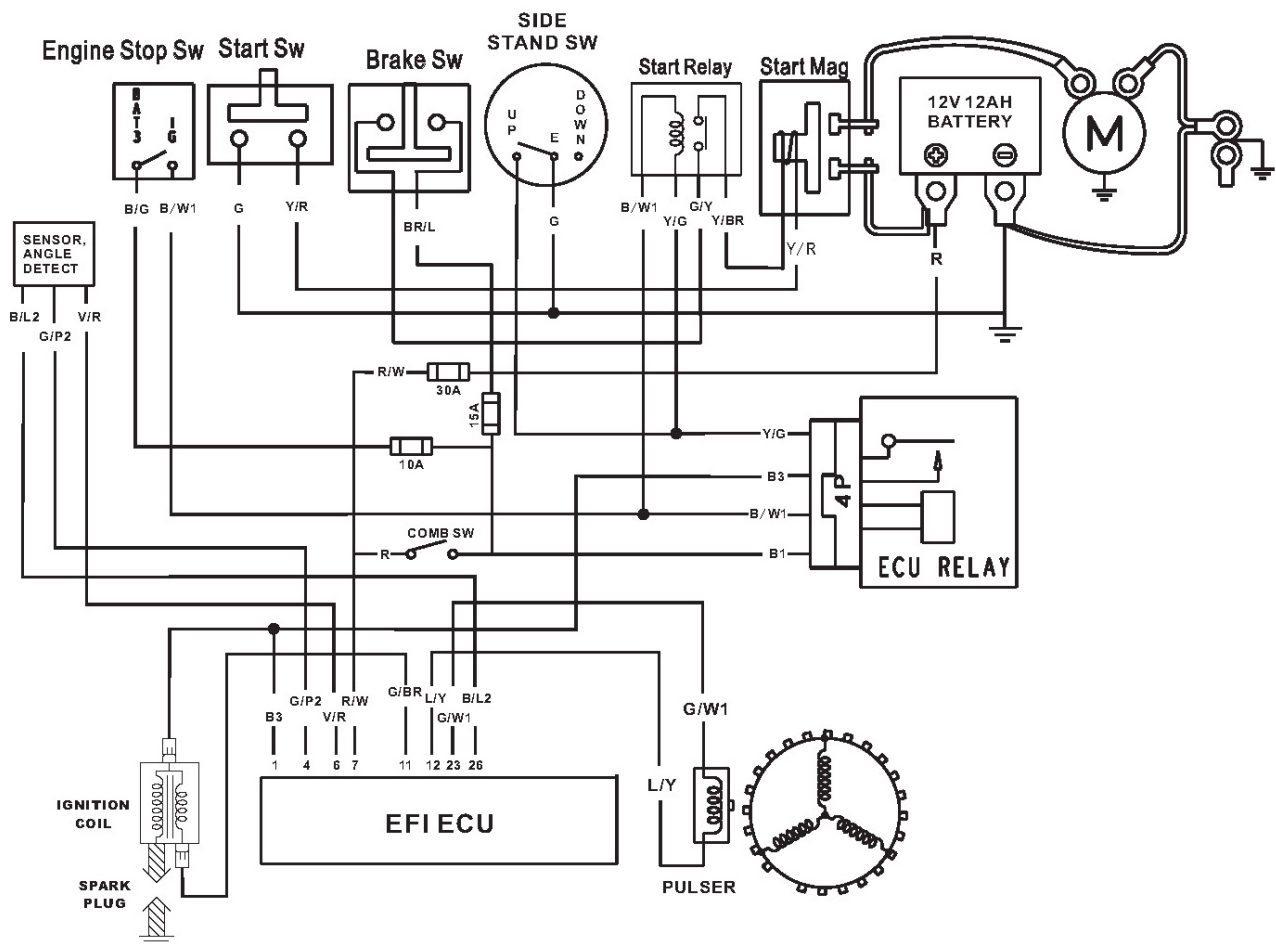 SIDE
STAND SW
Engine Stop Sw
Start Sw
Brake Sw
Start Relay
Start Mag
BAT3
IG
UP
E
DOWN
12V 12AH
BATTERY
M
B/G
B/W1
G
Y/R
BR/L
G
B/W1
Y/G
G/Y
Y/BR
Y/R
R
SENSOR,
ANGLE
DETECT
B/L2
G/P2
V/R
R/W
30A
15A
10A
Y/G
B3
B/W1
B1
4P
COMB SW
R
ECU RELAY
G/P2
R/W
G/BR
L/Y
B/L2
B3
V/R
G/W1
G/W1
1
4
6
7
11
12
23
26
L/Y
IGNITION
COIL
EFI ECU
SPARK
PLUG
PULSER